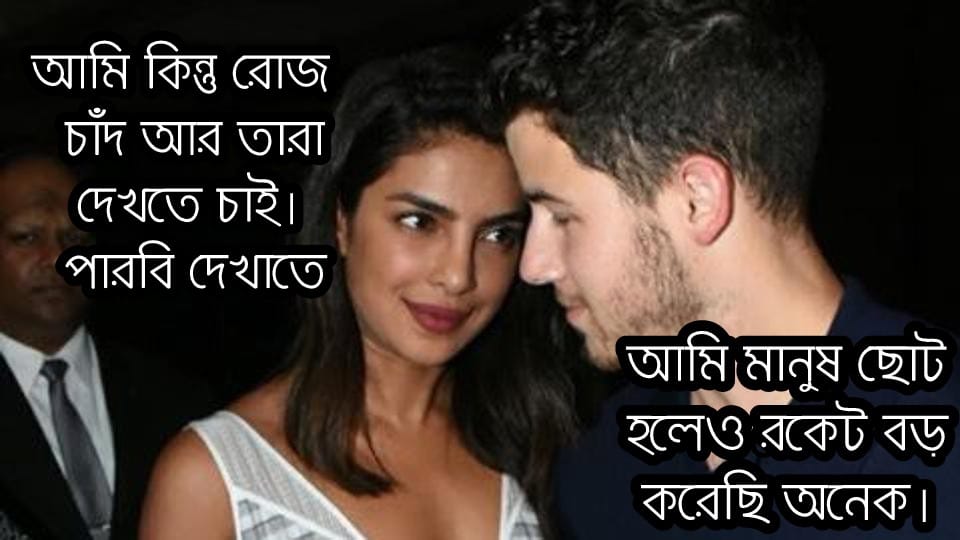 আমি কিন্তু রোজ
চাঁদ আর তারা
দেখতে চাই।
পারবি দেখাতে
আমি মানুষ ছোট
হলেও রকেট বড়
করেছি অনেক।